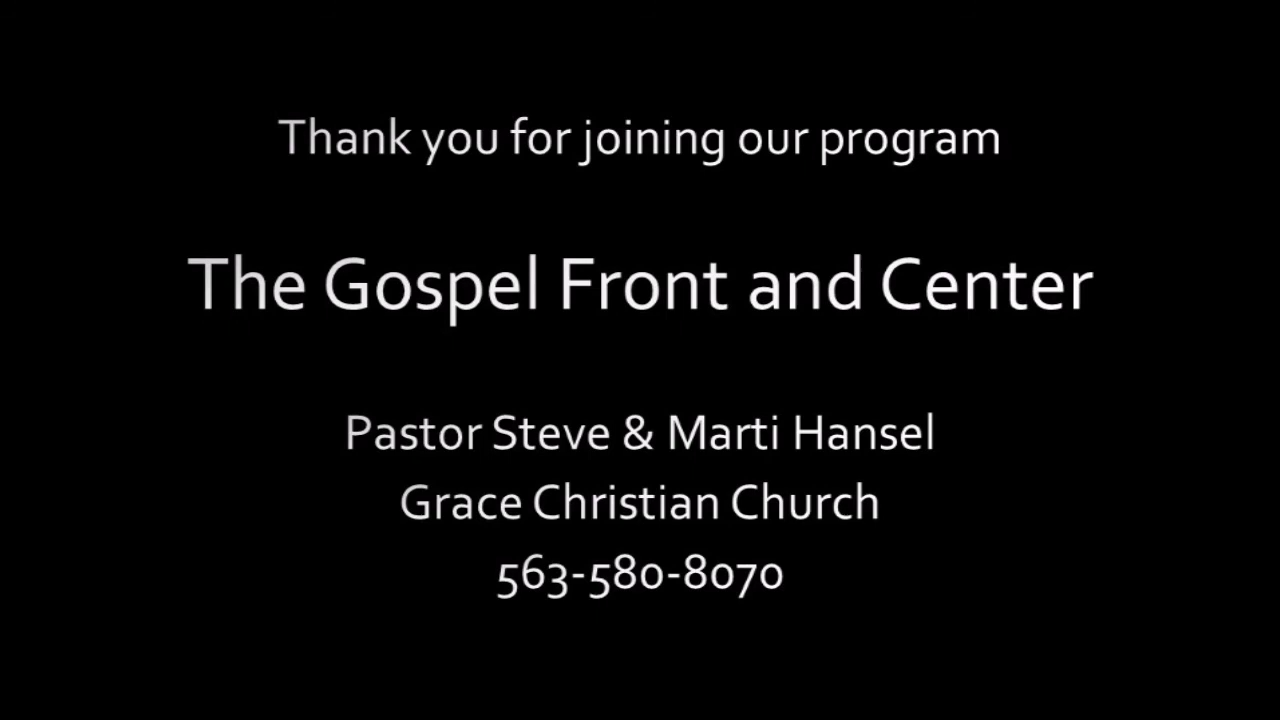 Thank you for joining our program
The Gospel Front and Center
Pastor Steve & Marti Hansel
Grace Christian Church
563-580-8070